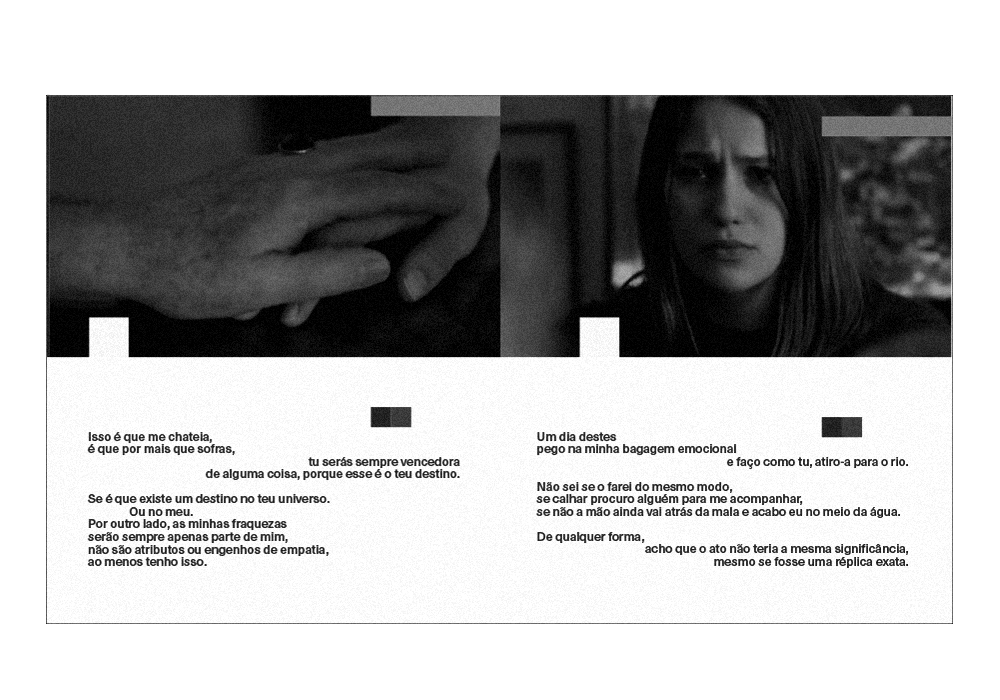 Isso é que me chateia,
é que por mais que sofras,
tu serás sempre vencedora
de alguma coisa, porque esse é o teu destino.
Se é que existe um destino no teu universo.
Ou no meu.
Por outro lado, as minhas fraquezas
serão sempre apenas parte de mim,
não são atributos ou engenhos de empatia,
ao menos tenho isso.
Um dia destes
pego na minha bagagem emocional
e faço como tu, atiro-a para o rio.
Não sei se o farei do mesmo modo,
se calhar procuro alguém para me acompanhar,
se não a mão ainda vai atrás da mala e acabo eu no meio da água.
De qualquer forma,
acho que o ato não teria a mesma significância,
mesmo se fosse uma réplica exata.